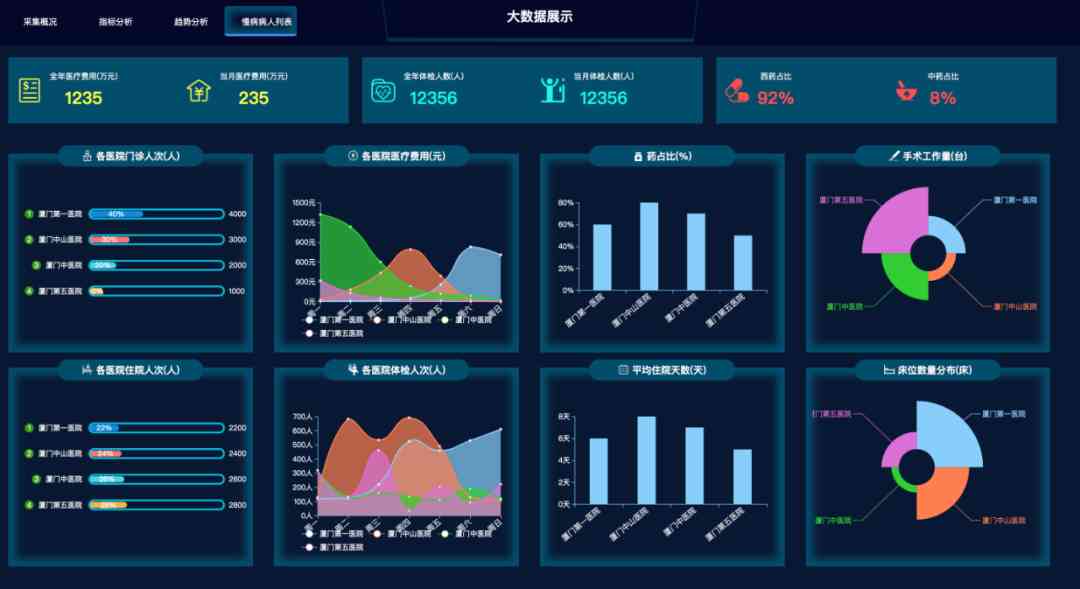 采集概况
指标分析
趋势分析
慢病病人列表
大数据展示
全年医疗费用(万元)
1235
当月医疗费用(万元)
235
全年体检人数(人)
12356
当月体检人数(人)
12356
西药占比
92%
中药占比
8%
各医院门诊人次(人)
1 厦门第一医院 40% 4000
2 厦门中山医院 30% 3000
3 厦门中医院 20% 2000
4 厦门第五医院 1000
各医院医疗费用(元)
1500元
1200元
900元
600元
300元
0元
周二
周三
周四
周五
周六
周日
厦门第一医院
厦门中山医院
厦门中医院
厦门第五医院
药占比(%)
80%
60%
40%
20%
0%
厦门第一医院
厦门中山医院
厦门中医院
厦门第五医院
手术工作量(台)
厦门第五医院
厦门第一医院
厦门中医院
厦门中山医院
各医院住院人次(人)
1 厦门第一医院 22% 2200
2 厦门中山医院 24% 2400
3 厦门中医院 2600
4 厦门第五医院 28% 2800
各医院体检人次(人)
700人
600人
500人
400人
300人
200人
100人
0人
周二
周三
周四
周五
周六
周日
厦门第一医院
厦门中山医院
厦门中医院
厦门第五医院
平均住院天数(天)
8天
6天
4天
2天
0天
厦门第一医院
厦门中山医院
厦门中医院
厦门第五医院
床位数量分布(床)
门第五医院
厦门第一医院
厦门中医院
厦门中山医院